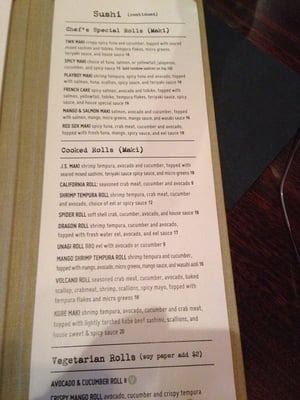 Sushi (continued)
Chef's Special Rolls (Maki)
TWN MAKI crispy spicy tuna and cucumber, topped with seared
mixed sashimi and tobiko, tempura flakes, micro greens,
teriyaki sauce, and house sauce 16
SPICY MAKI choice of tuna, salmon, or yellowtail, jalapenos,
cucumber, and spicy sauce 10
PLAYBOY MAKI shrimp tempura, spicy tuna and avocado, topped with
salmon, tuna, scallion, spicy sauce, and teriyaki sauce
FRENCH CAKE spicy salmon, avocado and tobiko, topped with
salmon, yellowtail, tobiko, tempura flakes, teriyaki sauce, spicy
sauce, and house special sauce
MANGO & SALMON MAKI salmon, avocado and cucumber, topped
with salmon, mango, micro greens, mango sauce, and wasabi sauce 16
RED SOX MAKI spicy tuna, crab meat, cucumber and avocado,
topped with fresh tuna, mango, spicy sauce, and eel sauce
Cooked Rolls (Maki)
J.S. MAKI shrimp tempura, avocado and cucumber, topped with
seared mixed sashimi, teriyaki sauce spicy sauce, and micro greens 16
CALIFORNIA ROLL: seasoned crab meat, cucumber and avocado 9
SHRIMP TEMPURA ROLL shrimp tempura, crab meat, cucumber
and avocado, choice of eel or spicy sauce 12
SPIDER ROLL soft shell crab, cucumber, avocado, and house sauce
DRAGON ROLL shrimp tempura, cucumber and avocado,
topped with fresh water eel, avocado, and eel sauce 17
UNAGI ROLL BBQ eel with avocado or cucumber 9
MANGO SHRIMP TEMPURA ROLL shrimp tempura and cucumber,
topped with mango, avocado, micro greens, mango sauce, and wasabi aioli 16
VOLCANO ROLL seasoned crab meat, cucumber, avocado, baked
scallop, crabmeat, shrimp, scallions, spicy mayo, topped with
tempura flakes and micro greens
KOBE MAKI shrimp tempura, avocado, cucumber and crab meat,
topped with lightly torched kobe beef sashimi, scallions, and
house sweet & spicy sauce 20
Vegetarian Rolls (soy paper add $2)
AVOCADO & CUCUMBER ROLL 8 V
CRISPY MANGO ROLL avocado, cucumber and crispy tempura